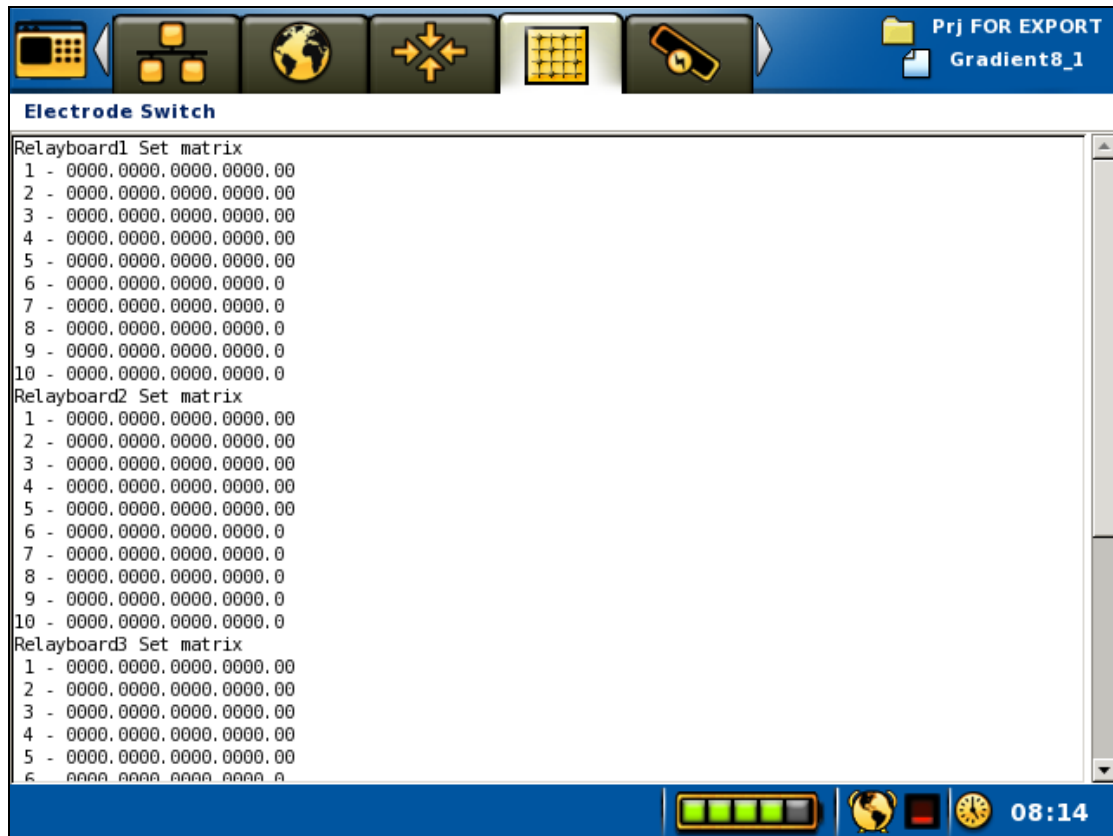 Prj FOR EXPORT
Gradient8_1
Electrode Switch
Relayboard1 Set matrix
1 - 0000.0000.0000.0000.00
2 - 0000.0000.0000.0000.00
3 - 0000.0000.0000.0000.00
4 - 0000.0000.0000.0000.00
5 - 0000.0000.0000.0000.00
6 - 0000.0000.0000.0000.0
7 - 0000.0000.0000.0000.0
8 - 0000.0000.0000.0000.0
9 - 0000.0000.0000.0000.0
10 - 0000.0000.0000.0000.0
Relayboard2 Set matrix
1 - 0000.0000.0000.0000.00
2 - 0000.0000.0000.0000.00
3 - 0000.0000.0000.0000.00
4 - 0000.0000.0000.0000.00
5 - 0000.0000.0000.0000.00
6 - 0000.0000.0000.0000.0
7 - 0000.0000.0000.0000.0
8 - 0000.0000.0000.0000.0
9 - 0000.0000.0000.0000.0
10 - 0000.0000.0000.0000.0
Relayboard3 Set matrix
1 - 0000.0000.0000.0000.00
2 - 0000.0000.0000.0000.00
3 - 0000.0000.0000.0000.00
4 - 0000.0000.0000.0000.00
5 - 0000.0000.0000.0000.00
6 - 0000.0000.0000.0000.0
08:14